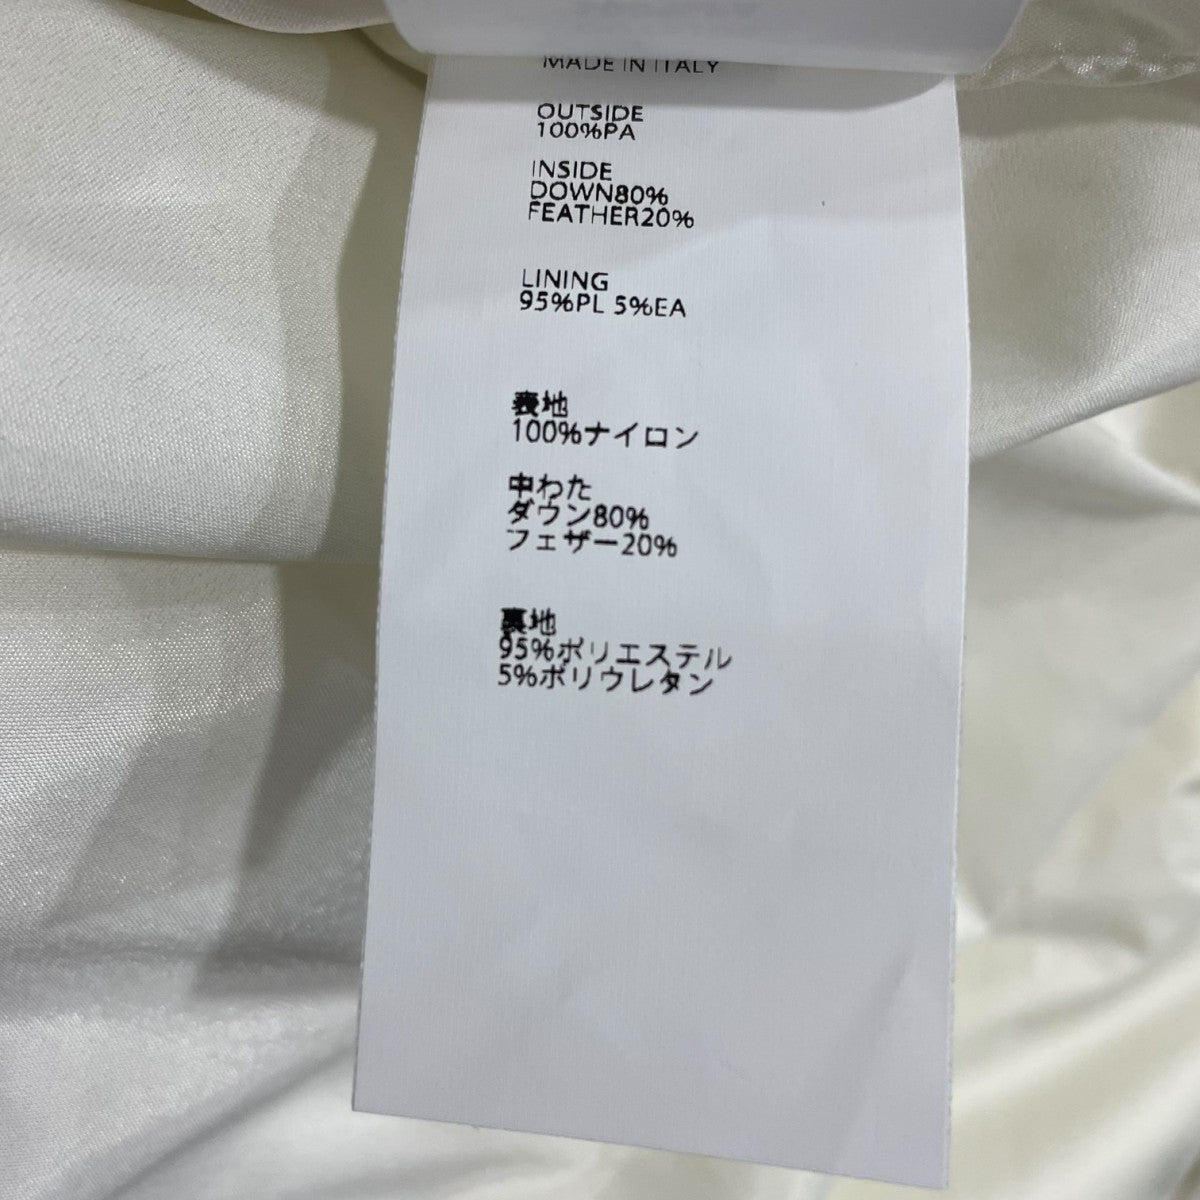 MADE IN ITALY
OUTSIDE
100%PA
INSIDE
DOWN80%
FEATHER20%
LINING
95%PL 5%EA
表地
100%ナイロン
中わた
ダウン80%
フェザー20%
裏地
95%ポリエステル
5%ポリウレタン